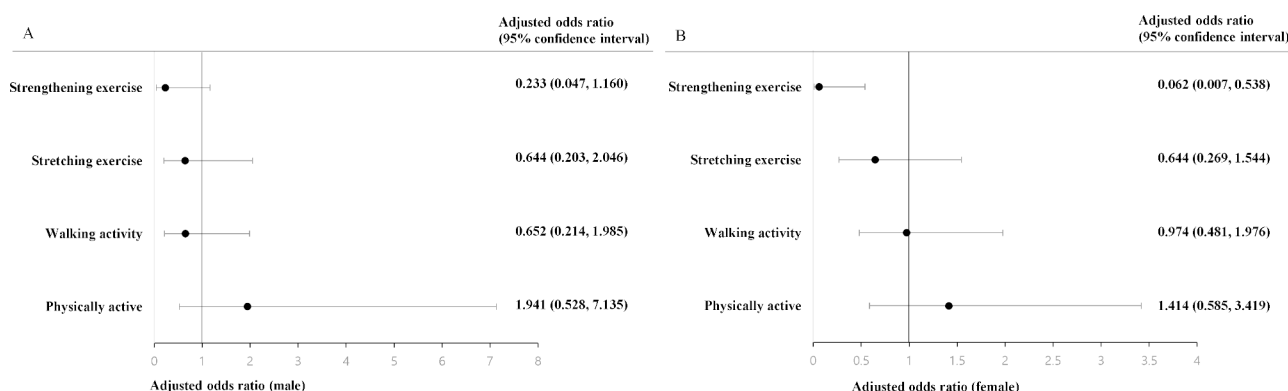 A
Adjusted odds ratio
(95% confidence interval)
Strengthening exercise
0.233 (0.047, 1.160)
Stretching exercise
0.644 (0.203, 2.046)
Walking activity
0.652 (0.214, 1.985)
Physically active
1.941 (0.528, 7.135)
0 1 2 3 4 5 6 7 8
Adjusted odds ratio (male)
B
Adjusted odds ratio
(95% confidence interval)
Strengthening exercise
0.062 (0.007, 0.538)
Stretching exercise
0.644 (0.269, 1.544)
Walking activity
0.974 (0.481, 1.976)
Physically active
1.414 (0.585, 3.419)
0 0.5 1 1.5 2 2.5 3 3.5 4
Adjusted odds ratio (female)